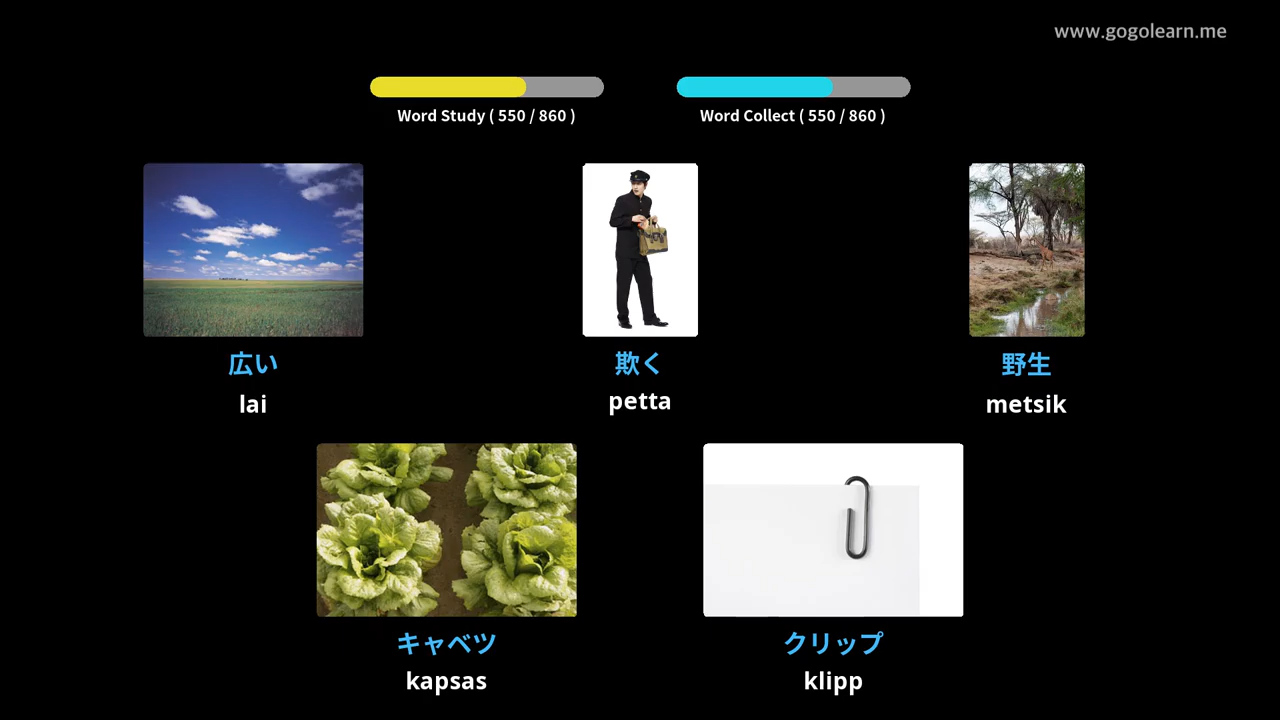 www.gogolearn.me
Word Study ( 550 / 860 )
Word Collect ( 550 / 860 )
広い
lai
欺く
petta
野生
metsik
キャベツ
kapsas
クリップ
klipp